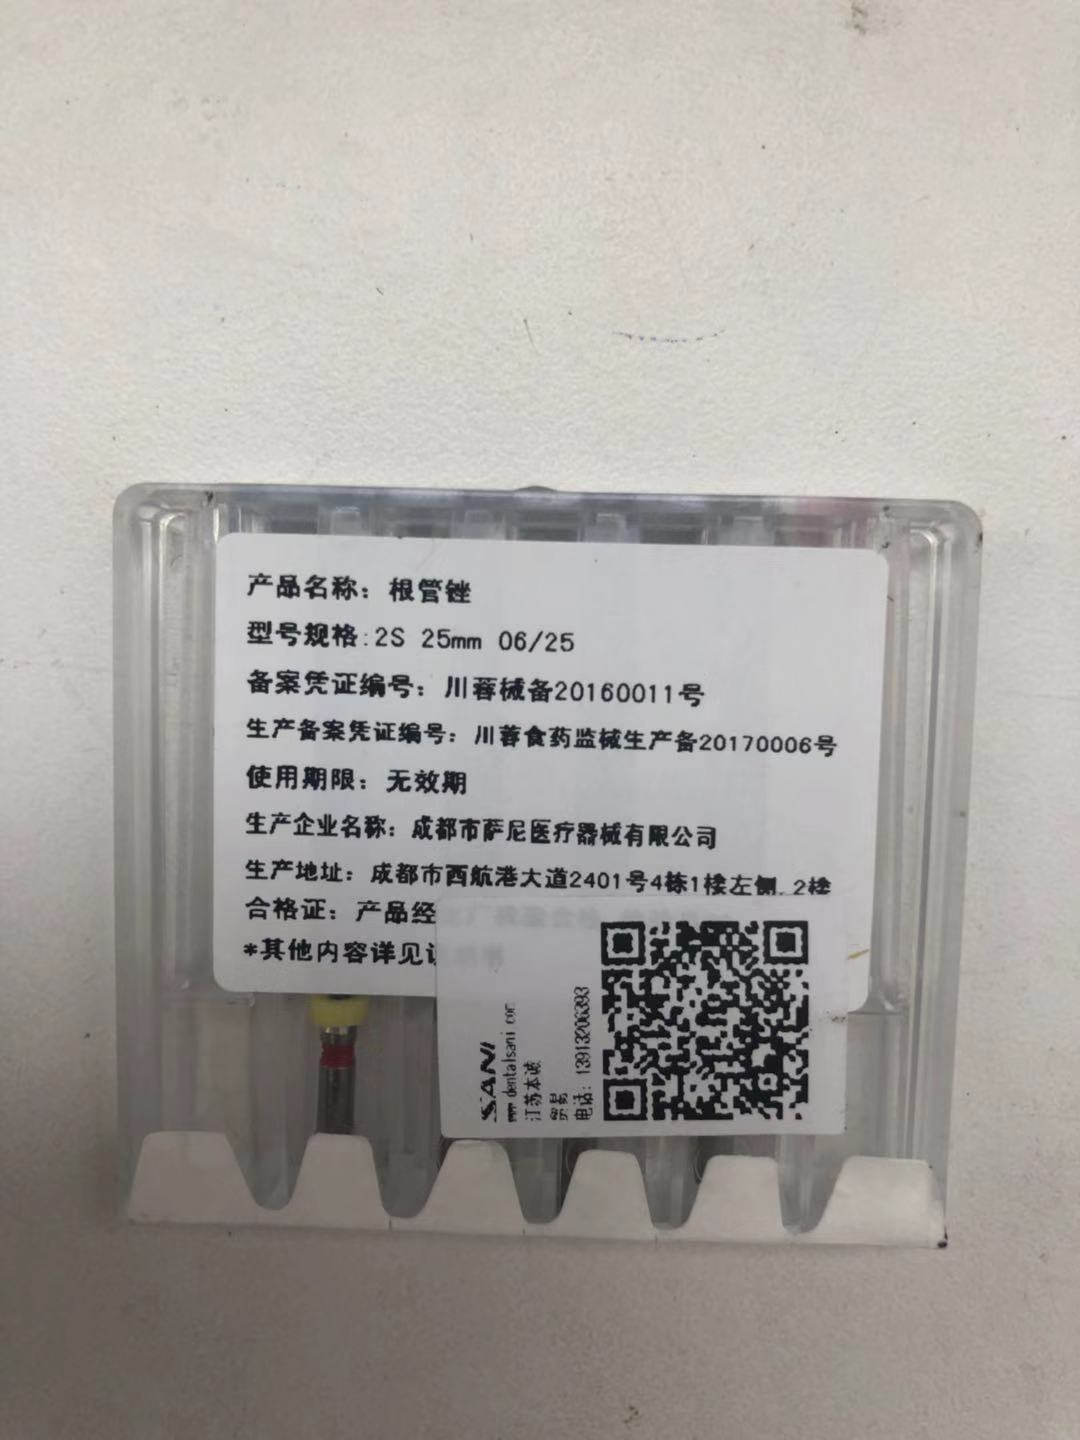 产品名称：根管锉
型号规格:2S 25mm 06/25
备案凭证编号：川蓉械备20160011号
生产备案凭证编号：川蓉食药监械生产备20170006号
使用期限：无效期
生产企业名称：成都市萨尼医疗器械有限公司
生产地址：成都市西航港大道2401号4栋1楼左侧、2楼
合格证：产品经
*其他内容详见
SANI
www dentalsani com
江苏本诚
贸易
电话：13913206393